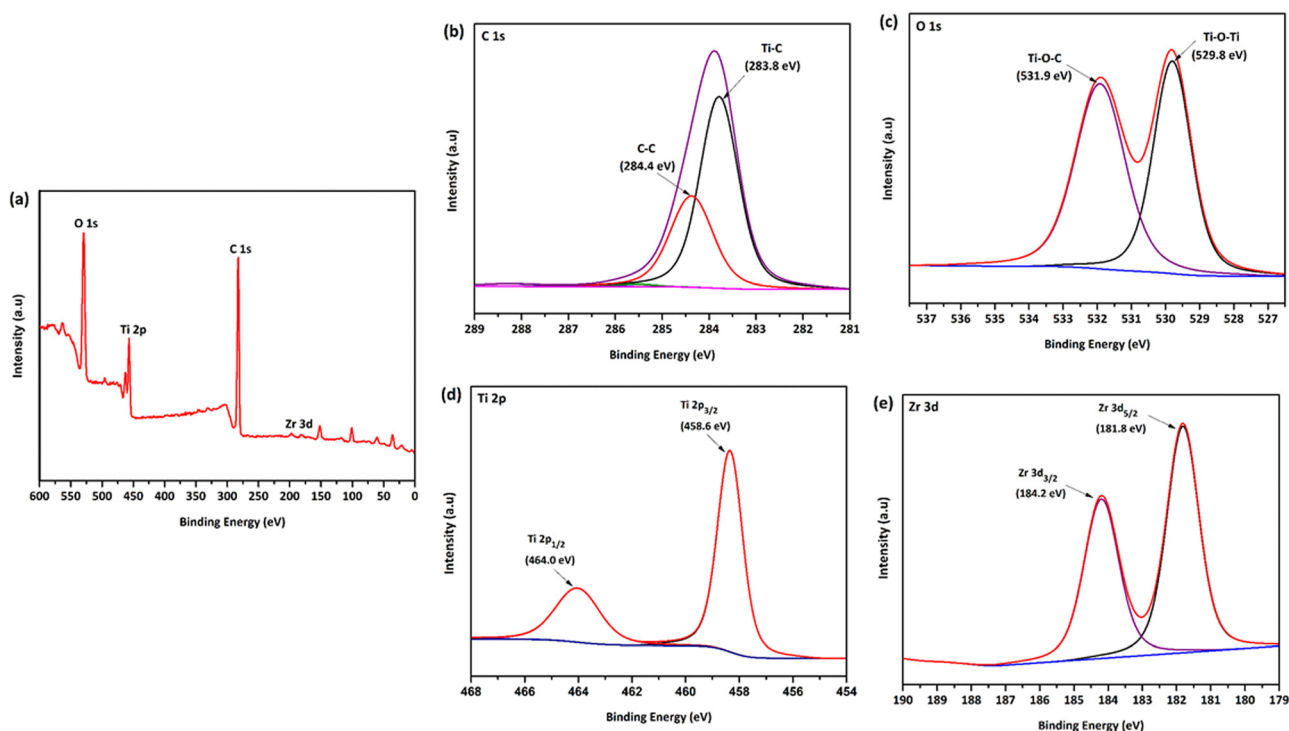 (a)
O 1s
Ti 2p
C 1s
Zr 3d
Intensity (a.u)
600 550 500 450 400 350 300 250 200 150 100 50 0
Binding Energy (eV)
(b)
C 1s
Ti-C
(283.8 eV)
C-C
(284.4 eV)
Intensity (a.u)
289 288 287 286 285 284 283 282 281
Binding Energy (eV)
(c)
O 1s
Ti-O-C
(531.9 eV)
Ti-O-Ti
(529.8 eV)
Intensity (a.u)
537 536 535 534 533 532 531 530 529 528 527
Binding Energy (eV)
(d)
Ti 2p
Ti 2p3/2
(458.6 eV)
Ti 2p1/2
(464.0 eV)
Intensity (a.u)
468 466 464 462 460 458 456 454
Binding Energy (eV)
(e)
Zr 3d
Zr 3d5/2
(181.8 eV)
Zr 3d3/2
(184.2 eV)
Intensity (a.u)
190 189 188 187 186 185 184 183 182 181 180 179
Binding Energy (eV)